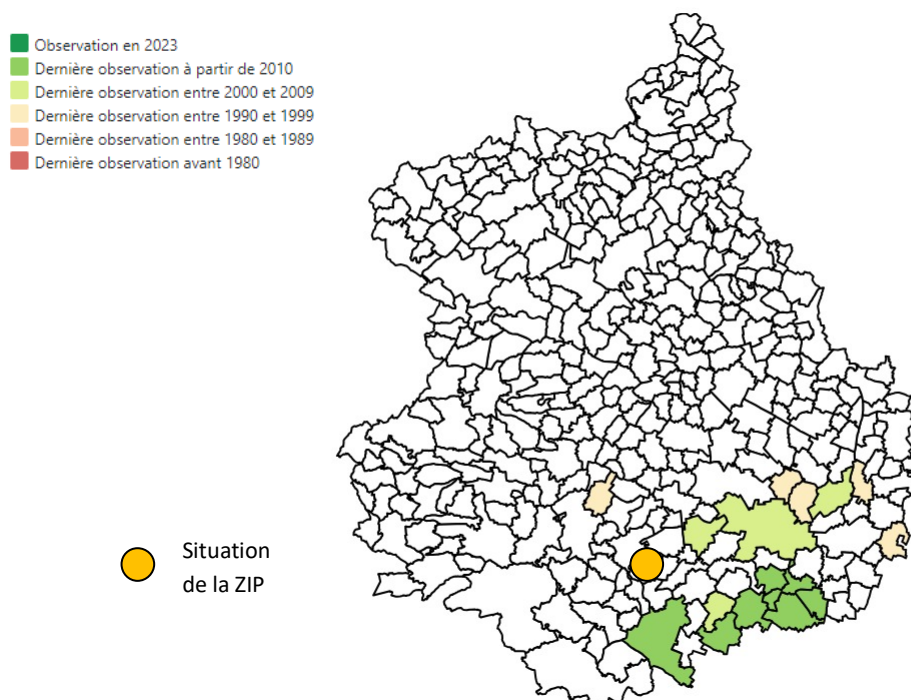 Observation en 2023
Dernière observation à partir de 2010
Dernière observation entre 2000 et 2009
Dernière observation entre 1990 et 1999
Dernière observation entre 1980 et 1989
Dernière observation avant 1980
Situation
de la ZIP